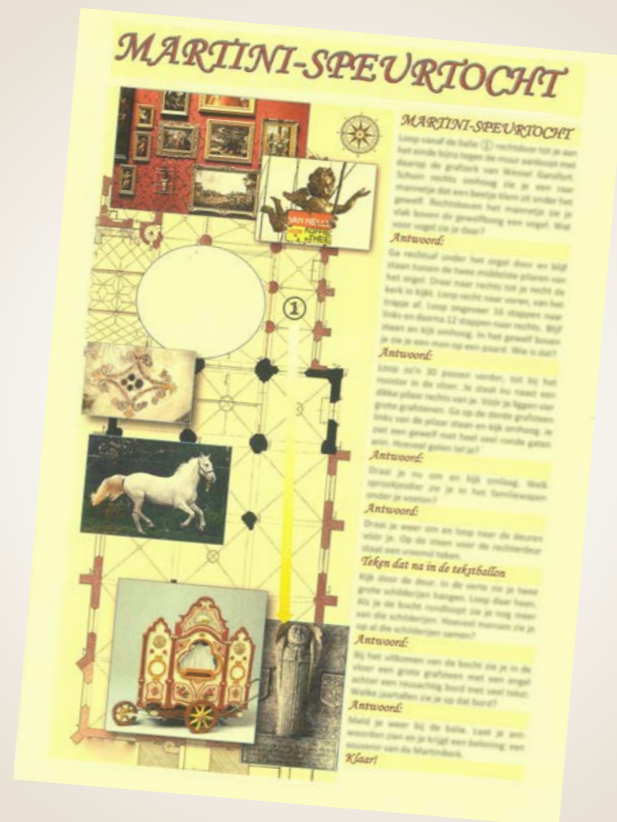 MARTINI-SPEURTOCHT
MARTINI-SPEURTOCHT
Loop vanaf de balie ① rechtdoor tot je aan
het einde bijna tegen de muur aanloopt met
daarop de grafzerk van Wessel Gansfort.
Schuin rechts omhoog zie je een raar
mannetje dat een beetje klem zit onder het
gewelf. Rechtsboven het mannetje zie je
vlak boven de gewelfboog een vogel. Wat
voor vogel zie je daar?
Antwoord:
Ga rechtsaf onder het orgel door en blijf
staan tussen de twee middelste pilaren van
het orgel. Draai naar rechts tot je recht de
kerk in kijkt. Loop recht naar voren, van het
trapje af. Loop ongeveer 16 stappen naar
links en daarna 12 stappen naar rechts. Blijf
staan en kijk omhoog. In het gewelf boven
je zie je een man op een paard. Wie is dat?
Antwoord:
Loop zo'n 30 passen verder, tot bij het
rooster in de vloer. Je staat nu naast een
dikke pilaar rechts van je. Vóór je liggen vier
grote grafstenen. Ga op de derde grafsteen
links van de pilaar staan en kijk omhoog. Je
ziet een gewelf met heel veel ronde gaten
erin. Hoeveel gaten tel je?
Antwoord:
Draai je nu om en kijk omlaag. Welk
sprookjesdier zie je in het familiewapen
onder je voeten?
Antwoord:
Draai je weer om en loop naar de deuren
vóór je. Op de steen voor de rechterdeur
staat een vreemd teken.
Teken dat na in de tekstballon
Kijk door de deur. In de verte zie je twee
grote schilderijen hangen. Loop daar heen.
Als je de bocht rondloopt zie je nog meer
van die schilderijen. Hoeveel mensen zie je
op al die schilderijen samen?
Antwoord:
Bij het uitkomen van de bocht zie je in de
vloer een grote grafsteen met een engel
achter een reusachtig bord met veel tekst.
Welke jaartallen zie je op dat bord?
Antwoord:
Meld je weer bij de balie. Laat je ant-
woorden zien en je krijgt een beloning: een
souvenir van de Martinikerk.
Klaar!
VAN NELLE
KOFFIE
THEE
①